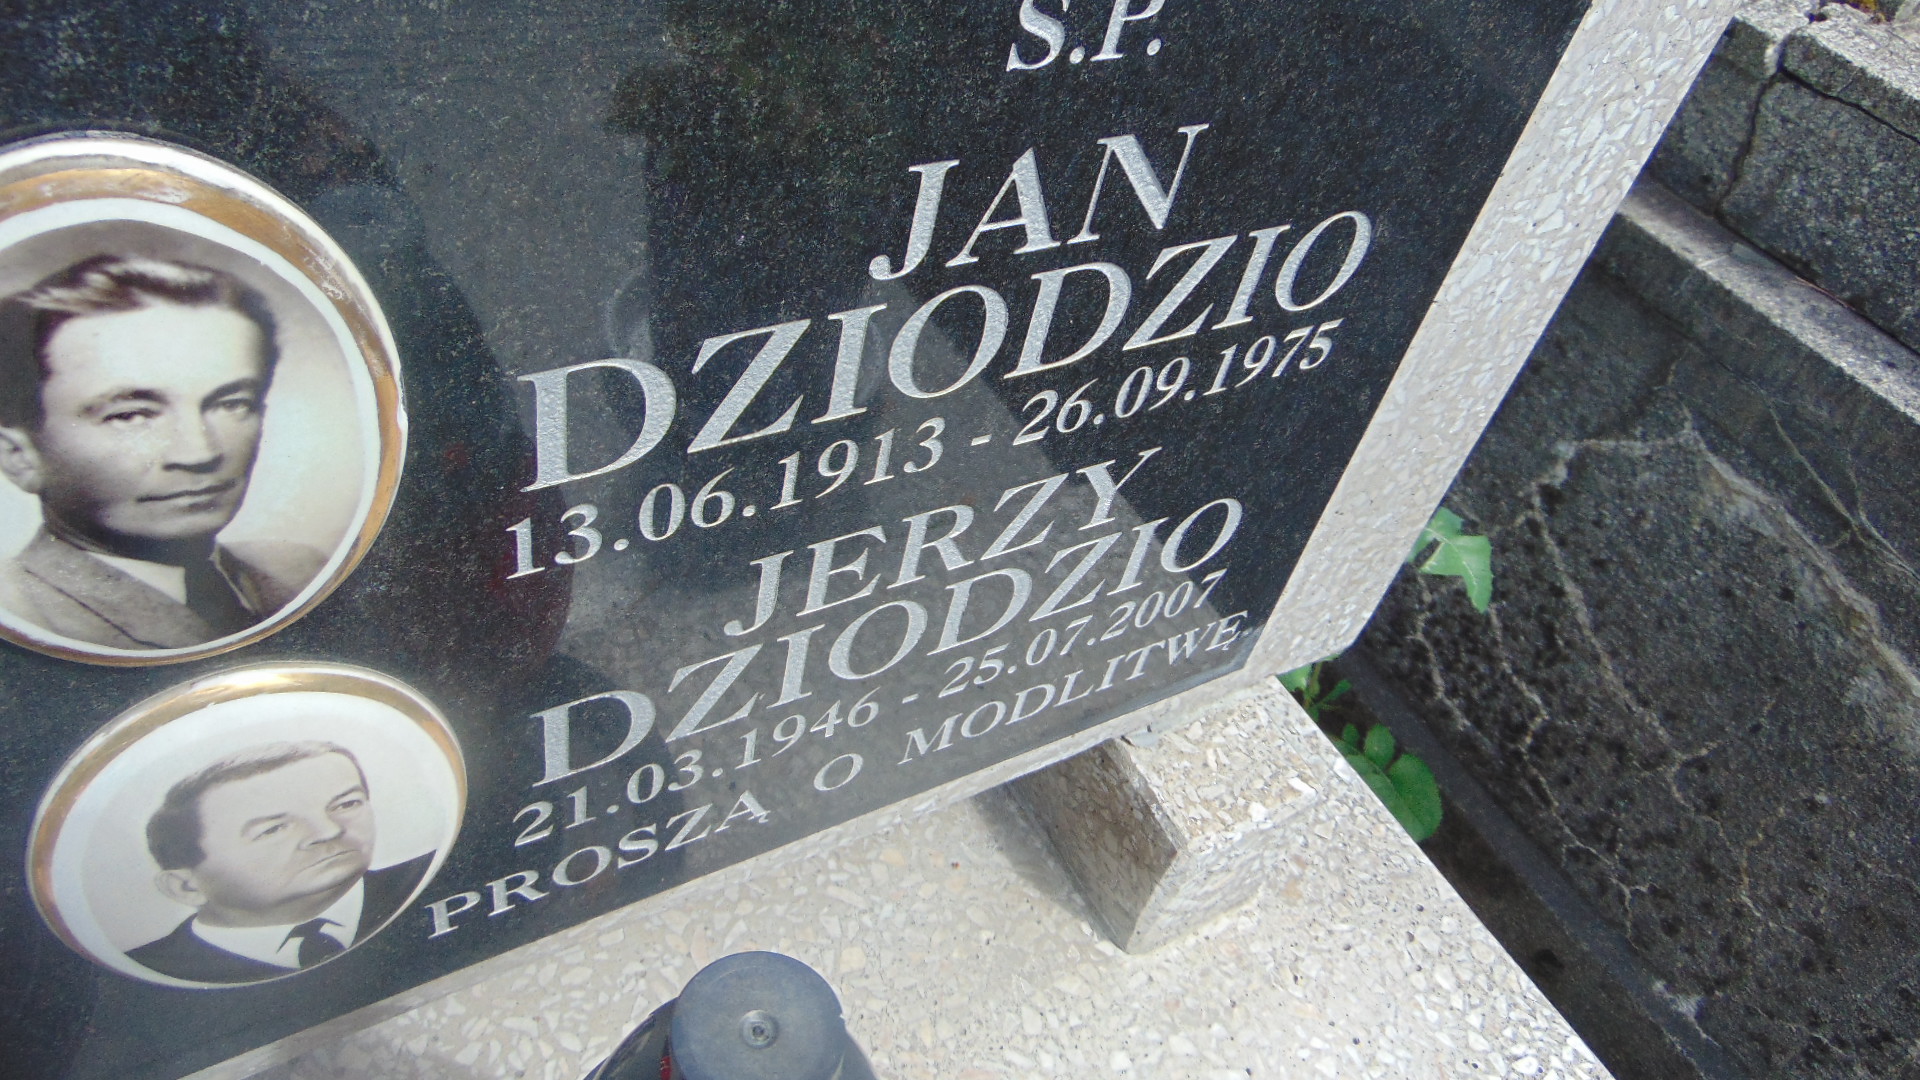 S.P.
JAN
DZIODZIO
13.06.1913 - 26.09.1975
JERZY
DZIODZIO
21.03.1946 - 25.07.2007
PROSZĄ O MODLITWĘ.